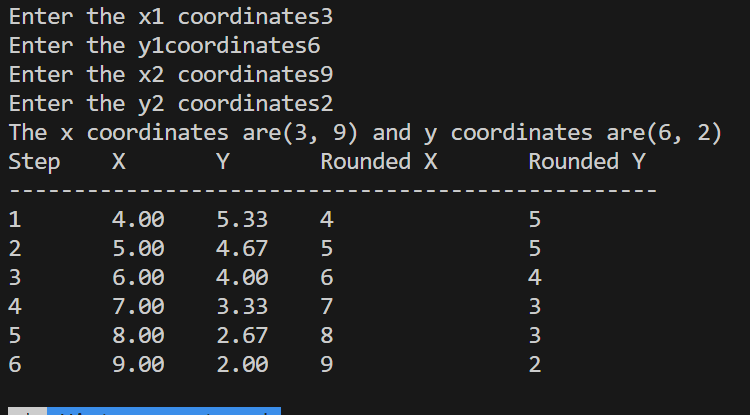 Enter the x1 coordinates3
Enter the y1coordinates6
Enter the x2 coordinates9
Enter the y2 coordinates2
The x coordinates are(3, 9) and y coordinates are(6, 2)
Step X Y Rounded X Rounded Y
--------------------------------------------------
1 4.00 5.33 4 5
2 5.00 4.67 5 5
3 6.00 4.00 6 4
4 7.00 3.33 7 3
5 8.00 2.67 8 3
6 9.00 2.00 9 2